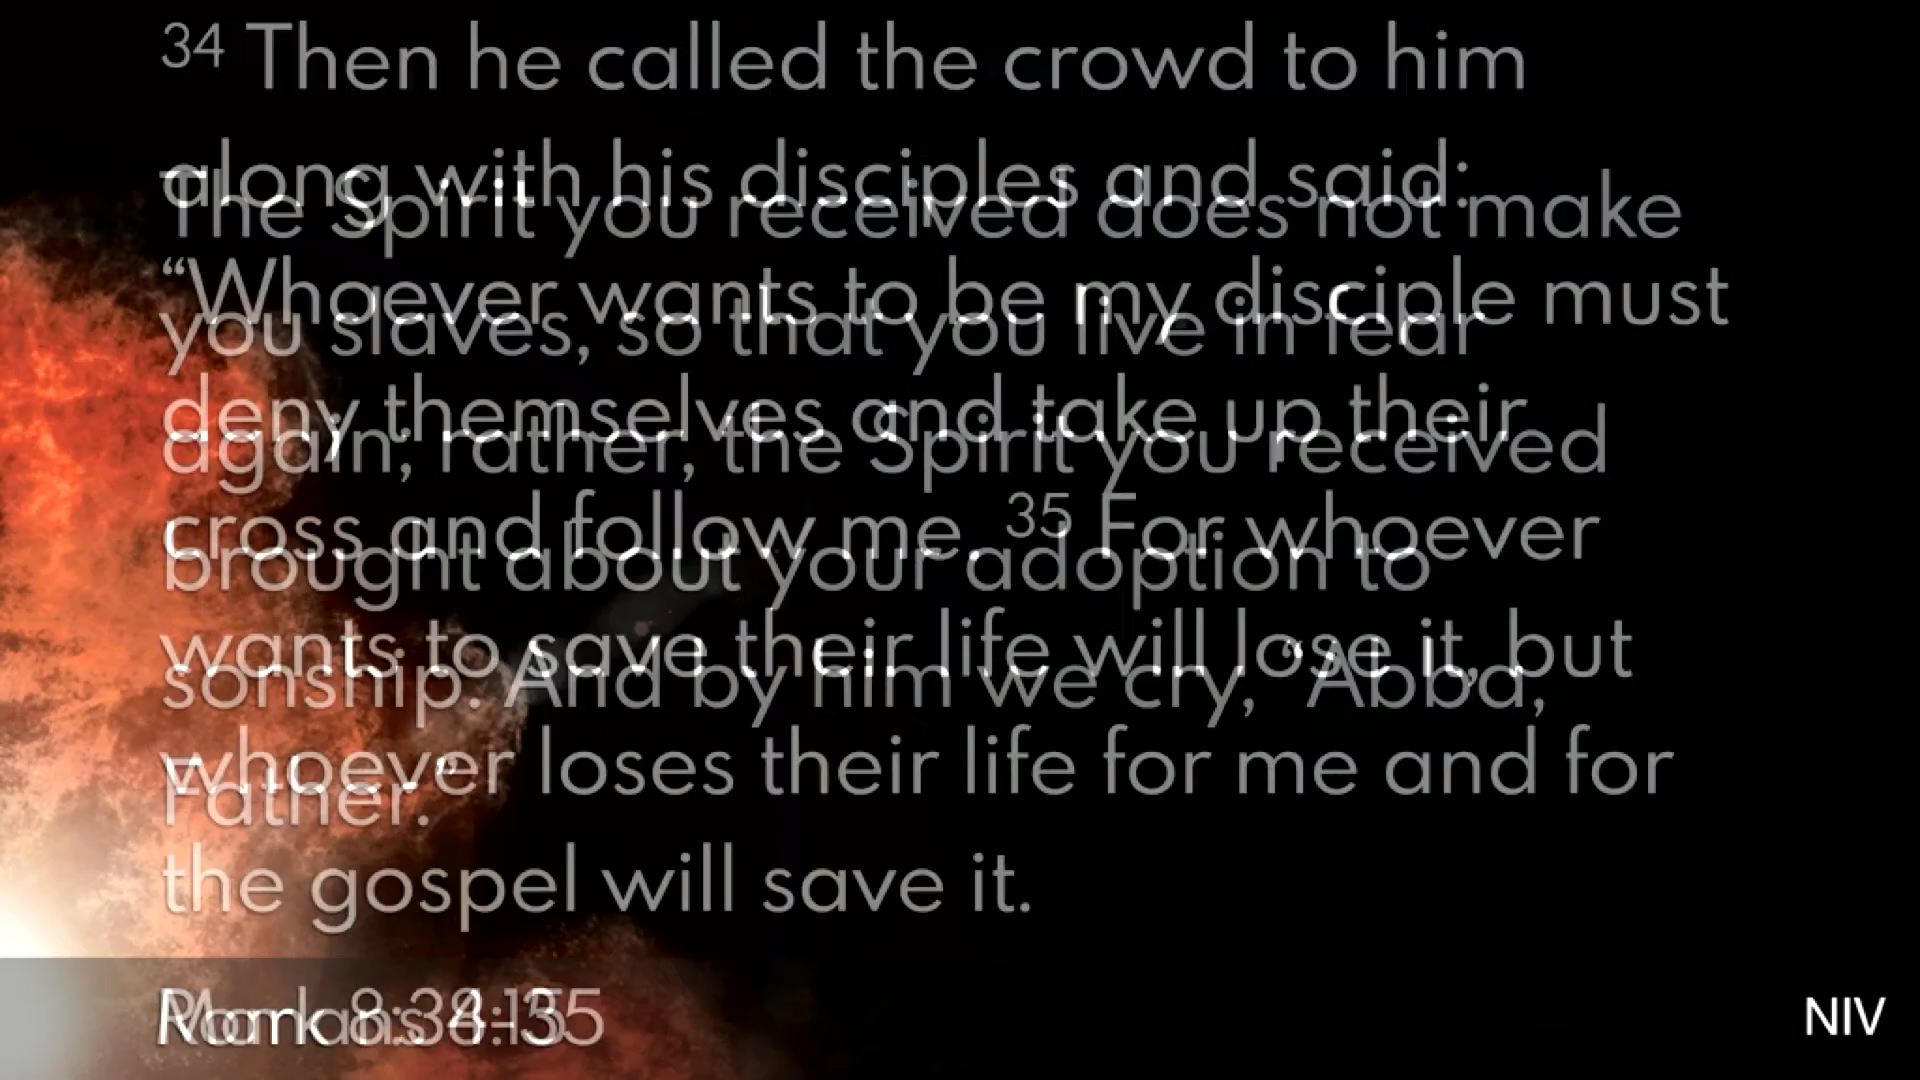 34 Then he called the crowd to him
along with his disciples and said:
“Whoever wants to be my disciple must
deny themselves and take up their
cross and follow me. 35 For whoever
wants to save their life will lose it, but
whoever loses their life for me and for
the gospel will save it.
Mark 8:34-35
The Spirit you received does not make
you slaves, so that you live in fear
again; rather, the Spirit you received
brought about your adoption to
sonship. And by him we cry, “Abba,
Father.”
Romans 8:15
NIV